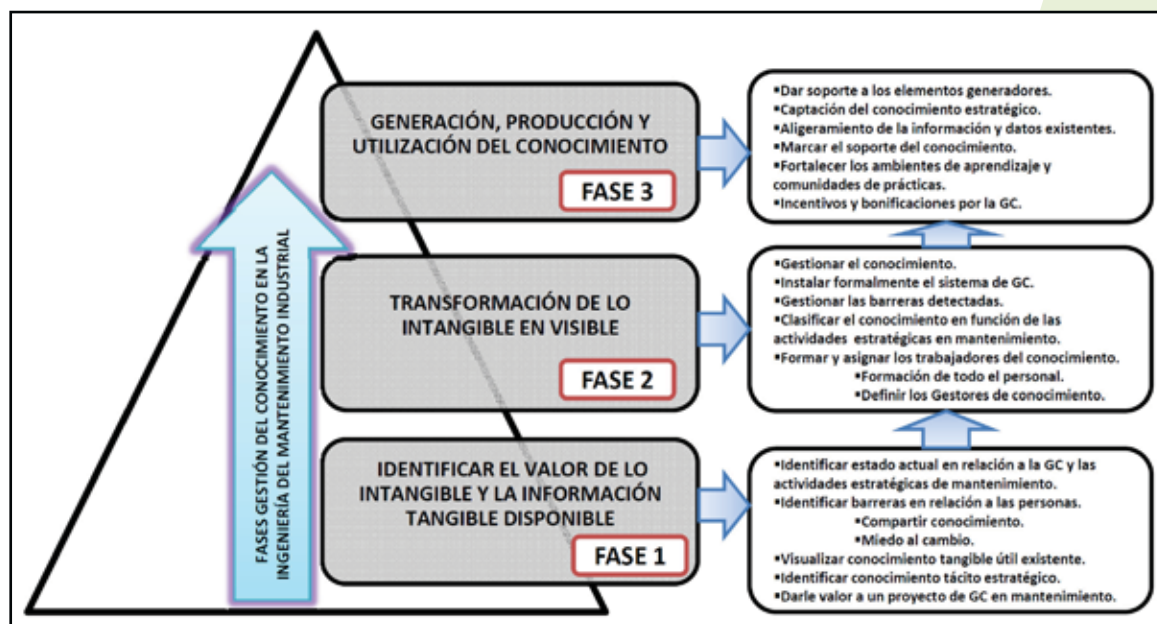 FASES GESTIÓN DEL CONOCIMIENTO EN LA
INGENIERÍA DEL MANTENIMIENTO INDUSTRIAL
GENERACIÓN, PRODUCCIÓN Y
UTILIZACIÓN DEL CONOCIMIENTO
FASE 3
▪Dar soporte a los elementos generadores.
▪Captación del conocimiento estratégico.
▪Aligeramiento de la información y datos existentes.
▪Marcar el soporte del conocimiento.
▪Fortalecer los ambientes de aprendizaje y
comunidades de prácticas.
▪Incentivos y bonificaciones por la GC.
TRANSFORMACIÓN DE LO
INTANGIBLE EN VISIBLE
FASE 2
▪Gestionar el conocimiento.
▪Instalar formalmente el sistema de GC.
▪Gestionar las barreras detectadas.
▪Clasificar el conocimiento en función de las
actividades estratégicas en mantenimiento.
▪Formar y asignar los trabajadores del conocimiento.
▪Formación de todo el personal.
▪Definir los Gestores de conocimiento.
IDENTIFICAR EL VALOR DE LO
INTANGIBLE Y LA INFORMACIÓN
TANGIBLE DISPONIBLE
FASE 1
▪Identificar estado actual en relación a la GC y las
actividades estratégicas de mantenimiento.
▪Identificar barreras en relación a las personas.
▪Compartir conocimiento.
▪Miedo al cambio.
▪Visualizar conocimiento tangible útil existente.
▪Identificar conocimiento tácito estratégico.
▪Darle valor a un proyecto de GC en mantenimiento.